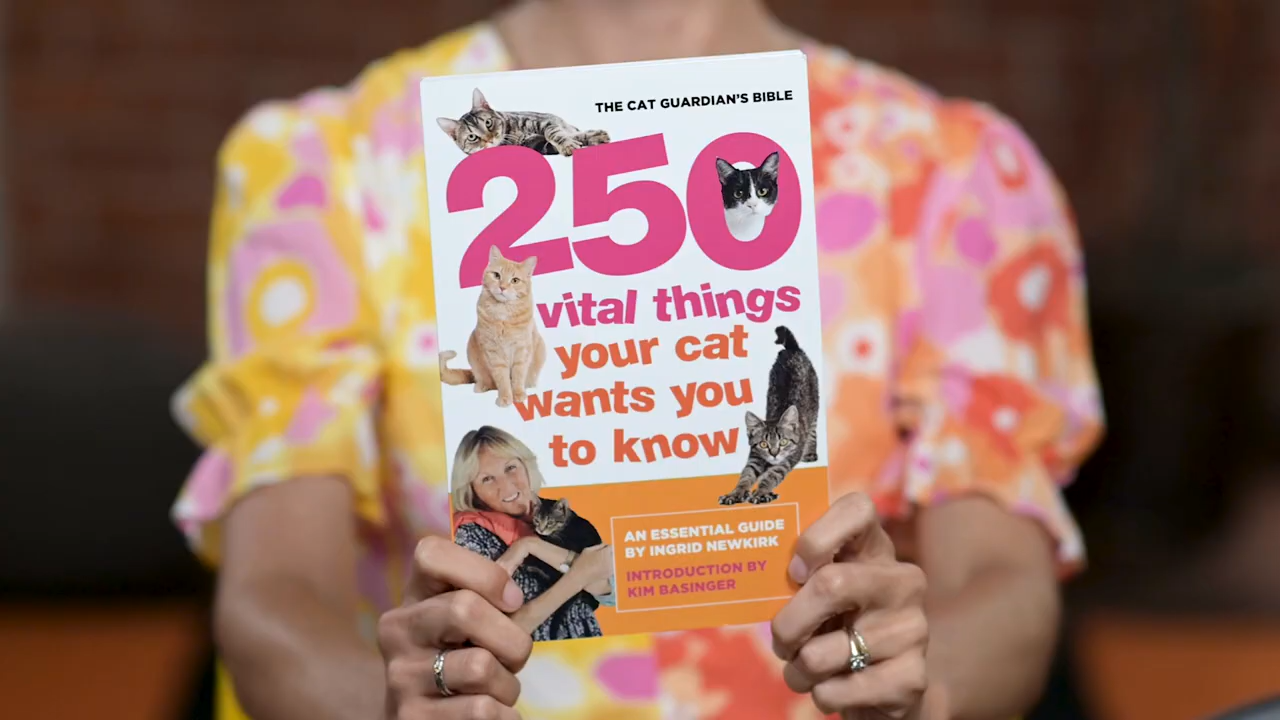 THE CAT GUARDIAN'S BIBLE
250
vital things
your cat
wants you
to know
AN ESSENTIAL GUIDE
BY INGRID NEWKIRK
INTRODUCTION BY
KIM BASINGER